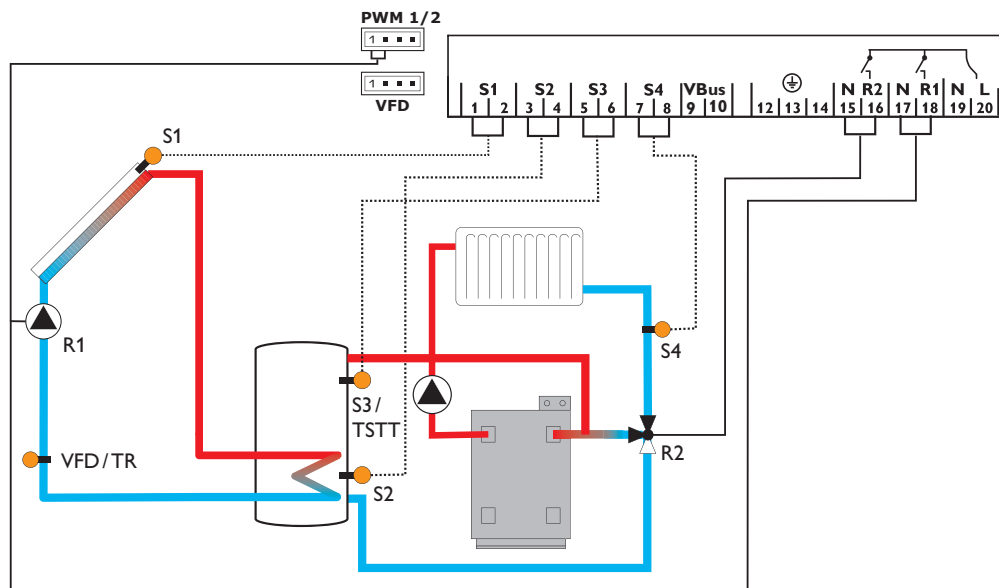 PWM 1/2
1
1
VFD
S1 S2 S3 S4 VBus N R2 N R1 N L
1 2 3 4 5 6 7 8 9 10 12 13 14 15 16 17 18 19 20
S1
R1
S4
S3 /
TSTT
R2
VFD / TR
S2